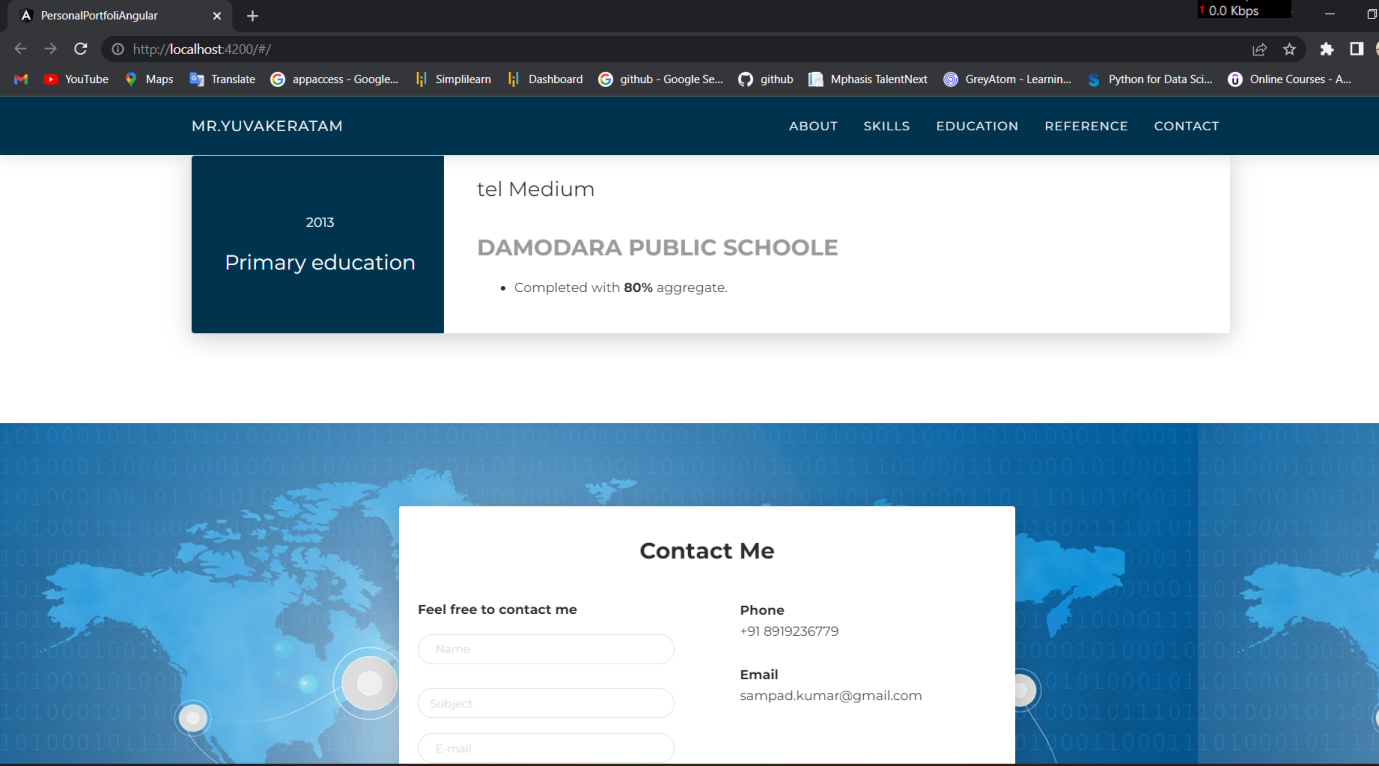 PersonalPortfoliAngular
0.0 Kbps
http://localhost:4200/#/
YouTube Maps Translate appaccess - Google... Simplilearn Dashboard github - Google Se... github Mphasis TalentNext GreyAtom - Learnin... Python for Data Sci... Online Courses - A...
MR.YUVAKERATAM ABOUT SKILLS EDUCATION REFERENCE CONTACT
tel Medium
2013
Primary education
DAMODARA PUBLIC SCHOOLE
Completed with 80% aggregate.
Contact Me
Feel free to contact me
Name
Subject
E-mail
Phone
+91 8919236779
Email
sampad.kumar@gmail.com